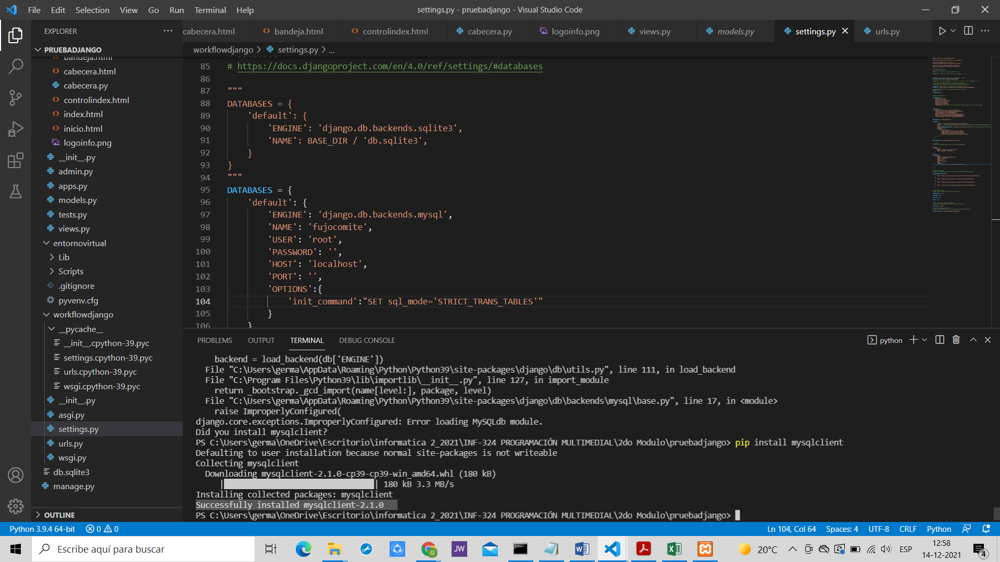 File Edit Selection View Go Run Terminal Help
settings.py - pruebadjango - Visual Studio Code
EXPLORER
cabecera.html bandeja.html controlindex.html cabecera.py logoinfo.png views.py models.py settings.py urls.py
PRUEBADJANGO
workflowdjango > settings.py > ...
bandeja.html
cabecera.html
cabecera.py
controlindex.html
index.html
inicio.html
logoinfo.png
__init__.py
admin.py
apps.py
models.py
tests.py
views.py
entornovirtual
Lib
Scripts
.gitignore
pyvenv.cfg
workflowdjango
__pycache__
__init__.cpython-39.pyc
settings.cpython-39.pyc
urls.cpython-39.pyc
wsgi.cpython-39.pyc
__init__.py
asgi.py
settings.py
urls.py
wsgi.py
db.sqlite3
manage.py
OUTLINE
85 # https://docs.djangoproject.com/en/4.0/ref/settings/#databases
86
87 """
88 DATABASES = {
89 'default': {
90 'ENGINE': 'django.db.backends.sqlite3',
91 'NAME': BASE_DIR / 'db.sqlite3',
92 }
93 }
94 """
95 DATABASES = {
96 'default': {
97 'ENGINE': 'django.db.backends.mysql',
98 'NAME': 'fujocomite',
99 'USER': 'root',
100 'PASSWORD': '',
101 'HOST': 'localhost',
102 'PORT': '',
103 'OPTIONS':{
104 'init_command':"SET sql_mode='STRICT_TRANS_TABLES'"
105 }
106 }
PROBLEMS OUTPUT TERMINAL DEBUG CONSOLE
python
backend = load_backend(db['ENGINE'])
File "C:\Users\germa\AppData\Roaming\Python\Python39\site-packages\django\db\utils.py", line 111, in load_backend
File "C:\Program Files\Python39\lib\importlib\__init__.py", line 127, in import_module
return _bootstrap._gcd_import(name[level:], package, level)
File "C:\Users\germa\AppData\Roaming\Python\Python39\site-packages\django\db\backends\mysql\base.py", line 17, in <module>
raise ImproperlyConfigured(
django.core.exceptions.ImproperlyConfigured: Error loading MySQLdb module.
Did you install mysqlclient?
PS C:\Users\germa\OneDrive\Escritorio\informatica 2_2021\INF-324 PROGRAMACIÓN MULTIMEDIAL\2do Modulo\pruebadjango> pip install mysqlclient
Defaulting to user installation because normal site-packages is not writeable
Collecting mysqlclient
Downloading mysqlclient-2.1.0-cp39-cp39-win_amd64.whl (180 kB)
| | 180 kB 3.3 MB/s
Installing collected packages: mysqlclient
Successfully installed mysqlclient-2.1.0
PS C:\Users\germa\OneDrive\Escritorio\informatica 2_2021\INF-324 PROGRAMACIÓN MULTIMEDIAL\2do Modulo\pruebadjango>
Python 3.9.4 64-bit 0 0
Ln 104, Col 64 Spaces: 4 UTF-8 CRLF Python
Escribe aquí para buscar
JW
G
20°C
ESP
12:58
14-12-2021
4